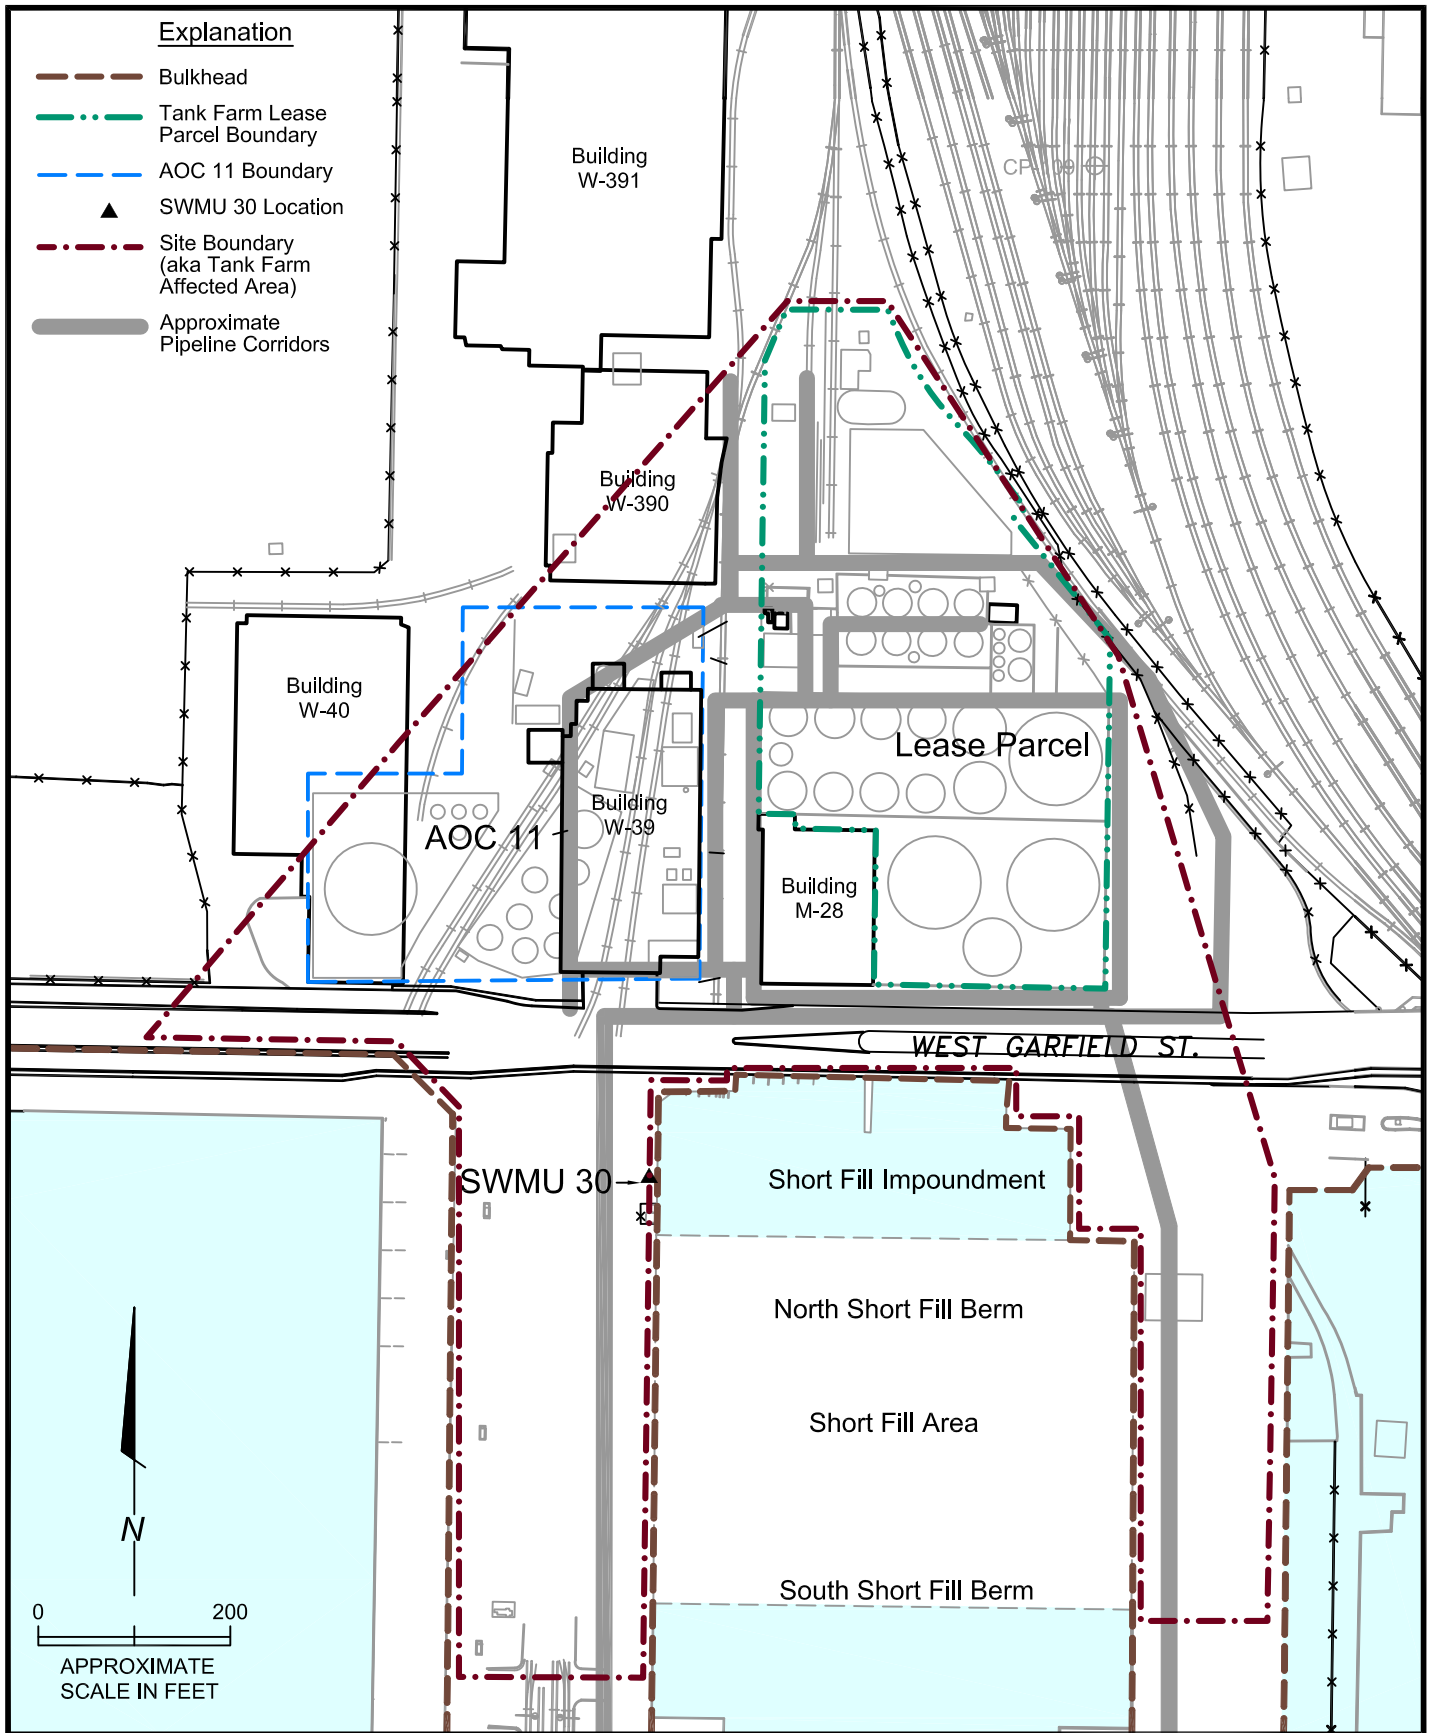 Explanation
Bulkhead
Tank Farm Lease
Parcel Boundary
AOC 11 Boundary
SWMU 30 Location
Site Boundary
(aka Tank Farm
Affected Area)
Approximate
Pipeline Corridors
Building
W-391
Building
W-390
Building
W-40
Lease Parcel
Building
W-39
AOC 11
Building
M-28
WEST GARFIELD ST.
SWMU 30
Short Fill Impoundment
North Short Fill Berm
Short Fill Area
South Short Fill Berm
N
0 200
APPROXIMATE
SCALE IN FEET